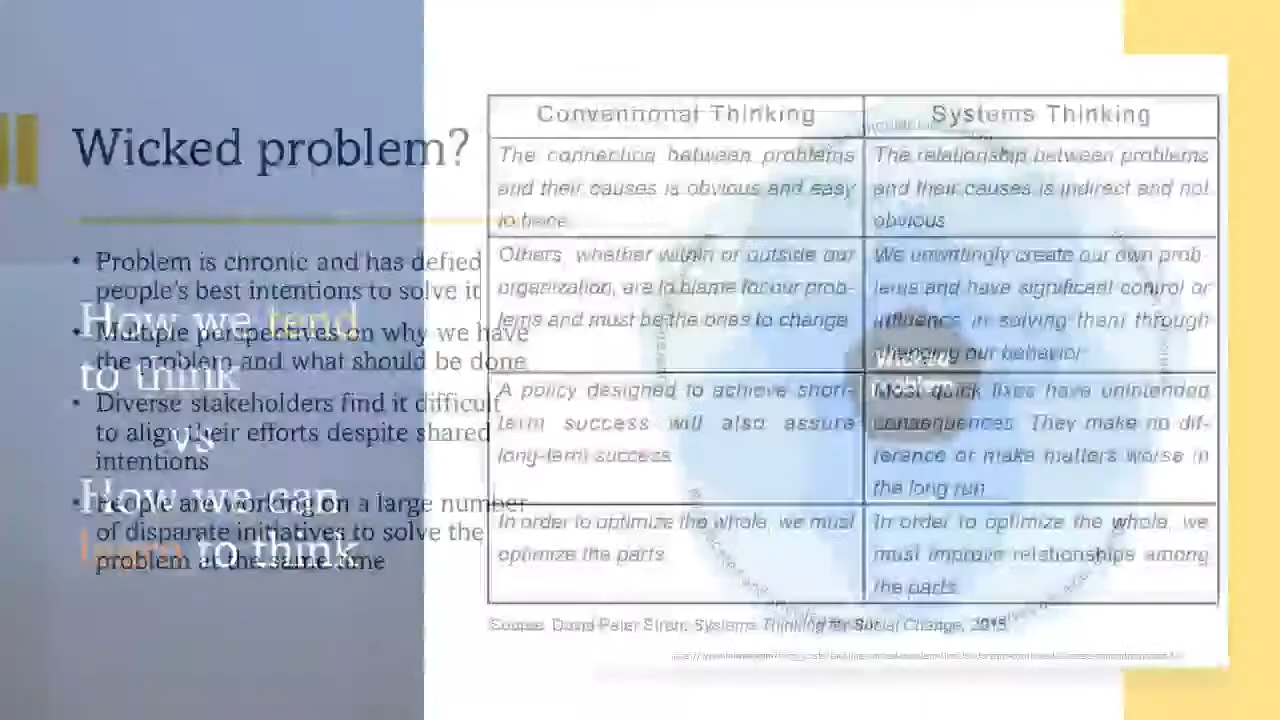 Wicked problem?
• Problem is chronic and has defied
people's best intentions to solve it
• Multiple perspectives on why we have
the problem and what should be done
• Diverse stakeholders find it difficult
to align their efforts despite shared
intentions
• People are working on a large number
of disparate initiatives to solve the
problem at the same time
How we tend
to think
vs
How we can
learn to think
Conventional Thinking
The connection between problems
and their causes is obvious and easy
to trace
Others, whether within or outside our
organization, are to blame for our prob-
lems and must be the ones to change
A policy designed to achieve short-
term success will also assure
long-term success
In order to optimize the whole, we must
optimize the parts
Systems Thinking
The relationship between problems
and their causes is indirect and not
obvious
We unwittingly create our own prob-
lems and have significant control or
influence in solving them through
changing our behavior
Most quick fixes have unintended
consequences. They make no dif-
ference or make matters worse in
the long run
In order to optimize the whole, we
must improve relationships among
the parts
Wicked
problem
Source: David Peter Stroh, Systems Thinking for Social Change, 2015